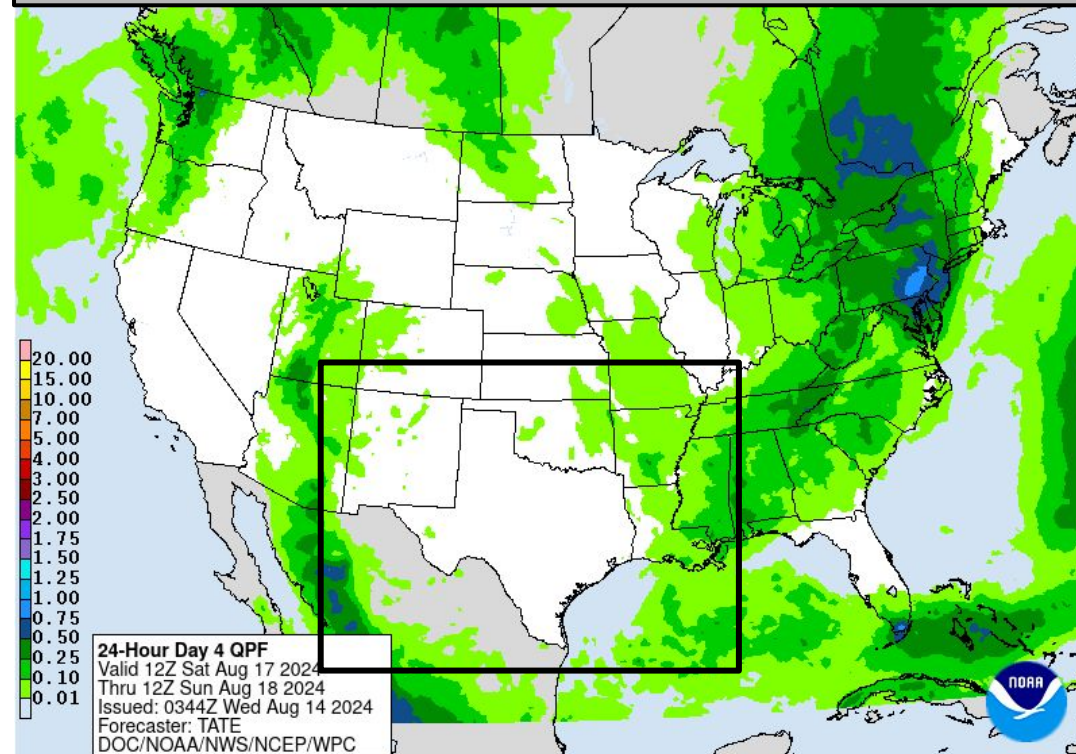 20.00
15.00
10.00
7.00
5.00
4.00
3.00
2.50
2.00
1.75
1.50
1.25
1.00
0.75
0.50
0.25
0.10
0.01
24-Hour Day 4 QPF
Valid 12Z Sat Aug 17 2024
Thru 12Z Sun Aug 18 2024
Issued: 0344Z Wed Aug 14 2024
Forecaster: TATE
DOC/NOAA/NWS/NCEP/WPC
NOAA